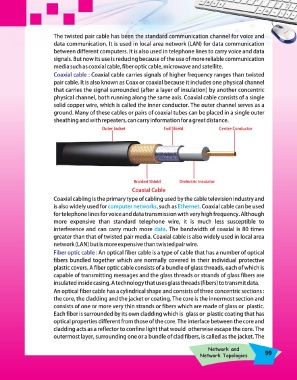 The twisted pair cable has been the standard communication channel for voice and
data communication. It is used in local area network (LAN) for data communication
between different computers. It is also used in telephone lines to carry voice and data
signals. But now its use is reducing because of the use of more reliable communication
media such as coaxial cable, fiber optic cable, microwave and satellite.
Coaxial cable : Coaxial cable carries signals of higher frequency ranges than twisted
pair cable. It is also known as Coax or coaxial because it includes one physical channel
that carries the signal surrounded (after a layer of insulation) by another concentric
physical channel, both running along the same axis. Coaxial cable consists of a single
solid copper wire, which is called the inner conductor. The outer channel serves as a
ground. Many of these cables or pairs of coaxial tubes can be placed in a single outer
sheathing and with repeaters, can carry information for a great distance.
Outer Jacket Foil Shield Centre Conductor
Braided Shield Dielectric Insulator
Coaxial Cable
Coaxial cabling is the primary type of cabling used by the cable television industry and
is also widely used for computer networks, such as Ethernet. Coaxial cable can be used
for telephone lines for voice and data transmission with very high frequency. Although
more expensive than standard telephone wire, it is much less susceptible to
interference and can carry much more data. The bandwidth of coaxial is 80 times
greater than that of twisted pair media. Coaxial cable is also widely used in local area
network (LAN) but is more expensive than twisted pair wire.
Fiber optic cable : An optical fiber cable is a type of cable that has a number of optical
fibers bundled together which are normally covered in their individual protective
plastic covers. A fiber optic cable consists of a bundle of glass threads, each of which is
capable of transmitting messages and the glass threads or strands of glass fibers are
insulated inside casing. A technology that uses glass threads (fibers) to transmit data.
An optical fiber cable has a cylindrical shape and consists of three concentric sections:
the core, the cladding and the jacket or coating. The core is the innermost section and
consists of one or more very thin strands or fibers which are made of glass or plastic.
Each fiber is surrounded by its own cladding which is glass or plastic coating that has
optical properties different from those of the core. The interface between the core and
cladding acts as a reflector to confine light that would otherwise escape the core. The
outermost layer, surrounding one or a bundle of clad fibers, is called as the jacket. The
Network and
Network Topologies
99